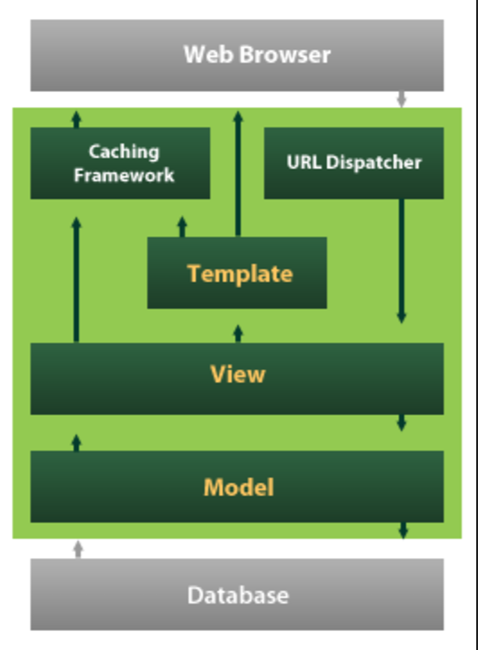 Web Browser
Caching
Framework
URL Dispatcher
Template
View
Model
Database